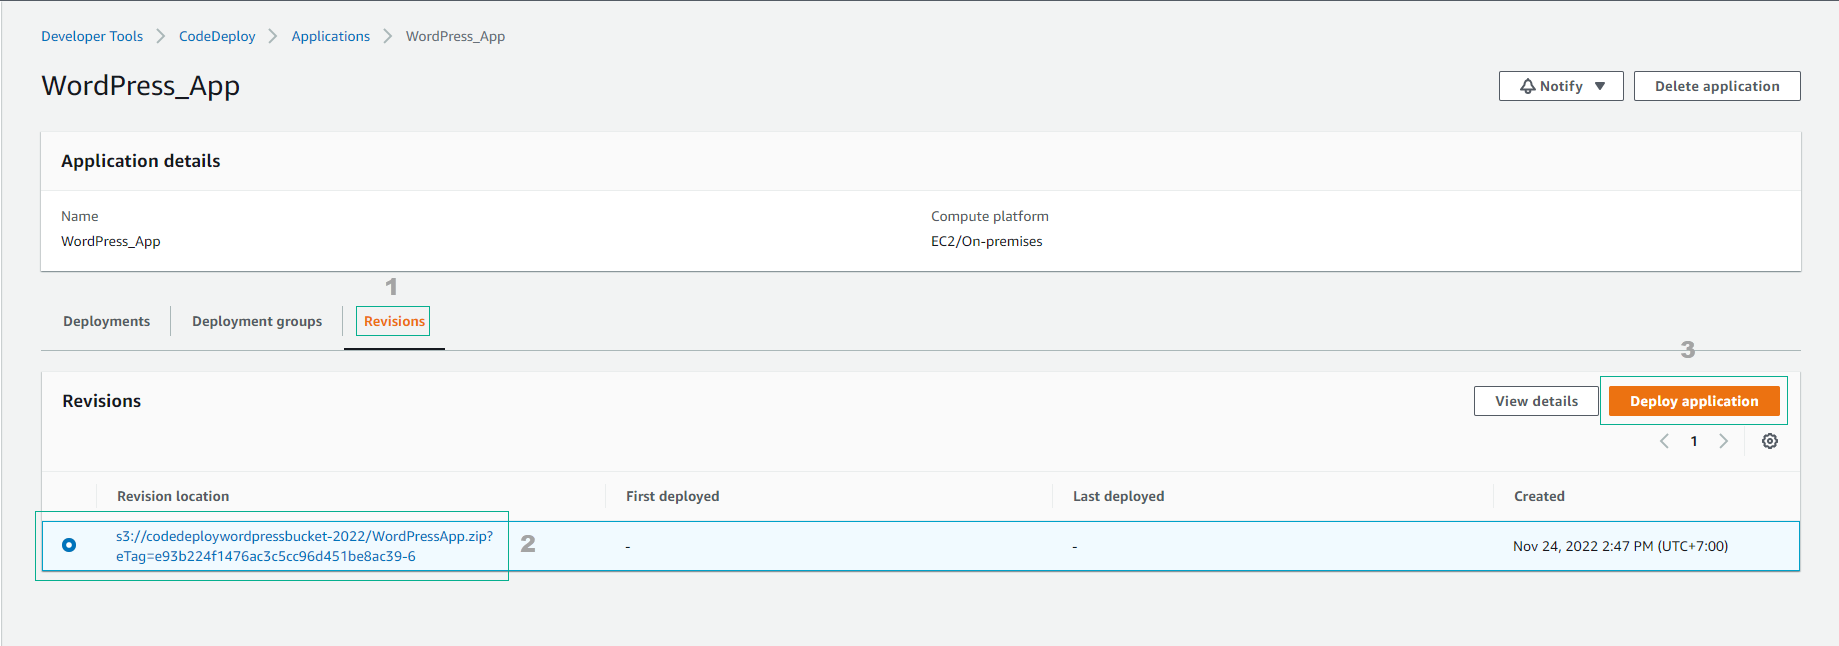 Developer Tools > CodeDeploy > Applications > WordPress_App
WordPress_App
Notify ▼ Delete application
Application details
Name Compute platform
WordPress_App EC2/On-premises
1
Deployments Deployment groups Revisions
3
Revisions View details Deploy application
< 1 >
Revision location First deployed Last deployed Created
s3://codedeploywordpressbucket-2022/WordPressApp.zip?
eTag=e93b224f1476ac3c5cc96d451be8ac39-6 2 - - Nov 24, 2022 2:47 PM (UTC+7:00)